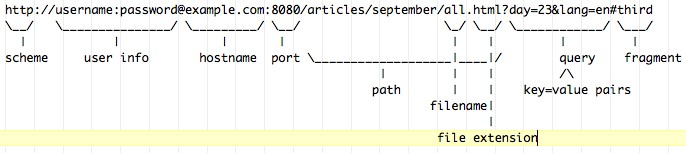 http://username:password@example.com:8080/articles/september/all.html?day=23&lang=en#third
scheme user info hostname port query fragment
path key=value pairs
filename
file extension